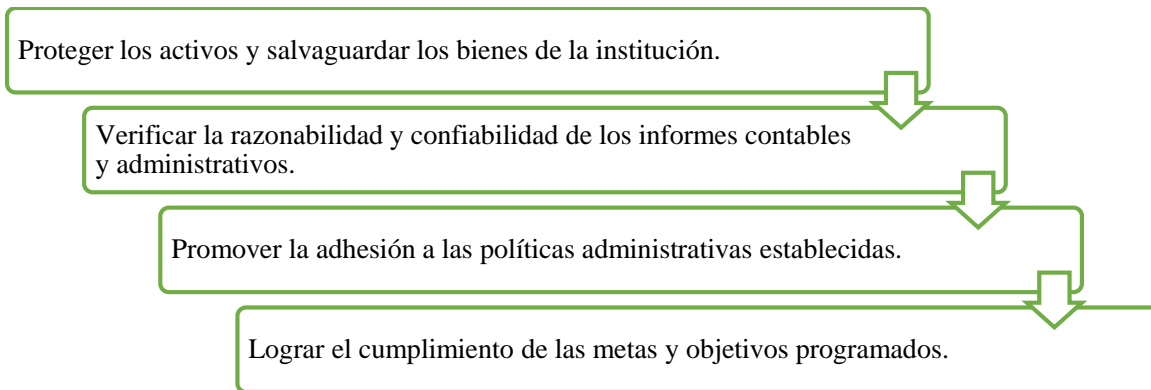 Proteger los activos y salvaguardar los bienes de la institución.
Verificar la razonabilidad y confiabilidad de los informes contables
y administrativos.
Promover la adhesión a las políticas administrativas establecidas.
Lograr el cumplimiento de las metas y objetivos programados.